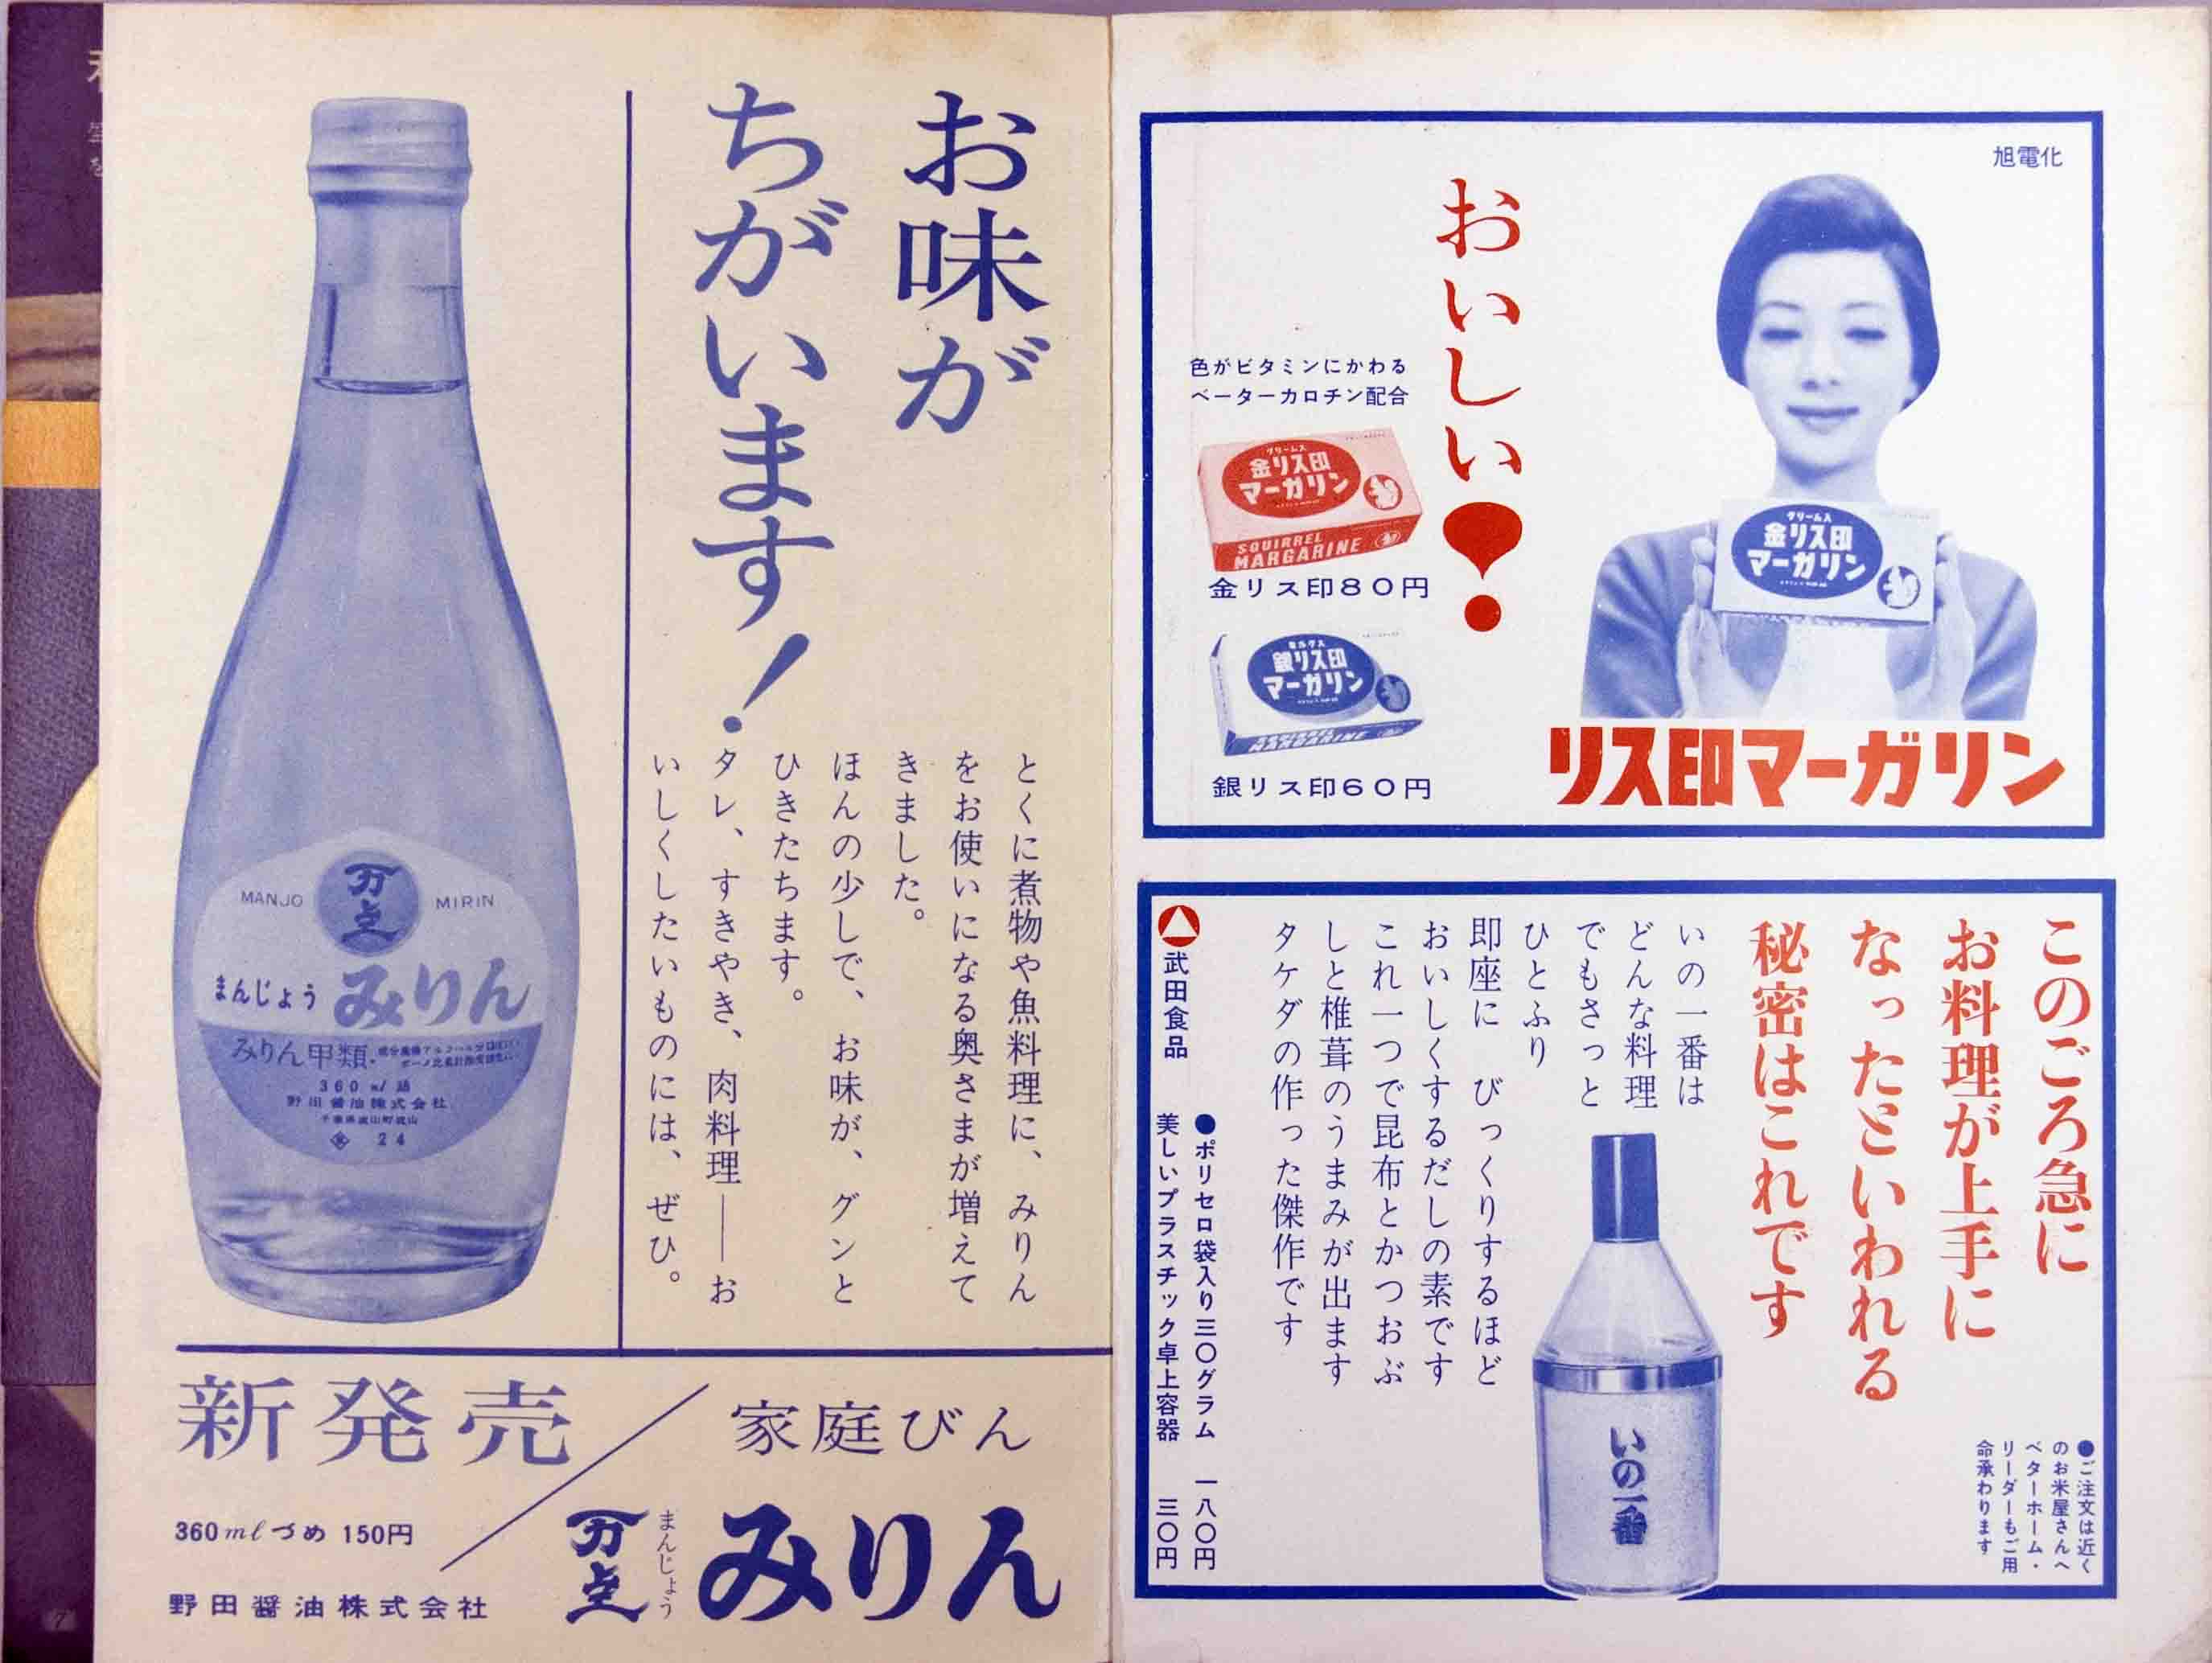 旭電化
おいしい！
色がビタミンにかわる
ベーターカロチン配合
クリーム入
金リス印
マーガリン
SQUIRREL
MARGARINE
金リス印80円
銀リス印
マーガリン
MARGARINE
銀リス印60円
クリーム入
金リス印
マーガリン
リス印マーガリン
このごろ急に
お料理が上手に
なったといわれる
秘密はこれです
●ご注文は近く
のお米屋さんへ
ベターホーム・
リーダーもご用
命承わります
いの一番は
どんな料理
でもさっと
ひとふり
即座に　びっくりするほど
おいしくするだしの素です
これ一つで昆布とかつおぶ
しと椎茸のうまみが出ます
タケダの作った傑作です
いの一番
●ポリセロ袋入り三〇グラム　一八〇円
美しいプラスチック卓上容器　三〇円
武田食品
お味が
ちがいます！
とくに煮物や魚料理に、みりん
をお使いになる奥さまが増えて
きました。
ほんの少しで、お味が、グンと
ひきたちます。
タレ、すきやき、肉料理――お
いしくしたいものには、ぜひ。
MANJO
万上
MIRIN
まんじょう
みりん
みりん甲類
360ml詰
野田醤油株式会社
千葉県流山町流山
24
新発売
家庭びん
360mlづめ 150円
万上
まんじょう
みりん
野田醤油株式会社
7